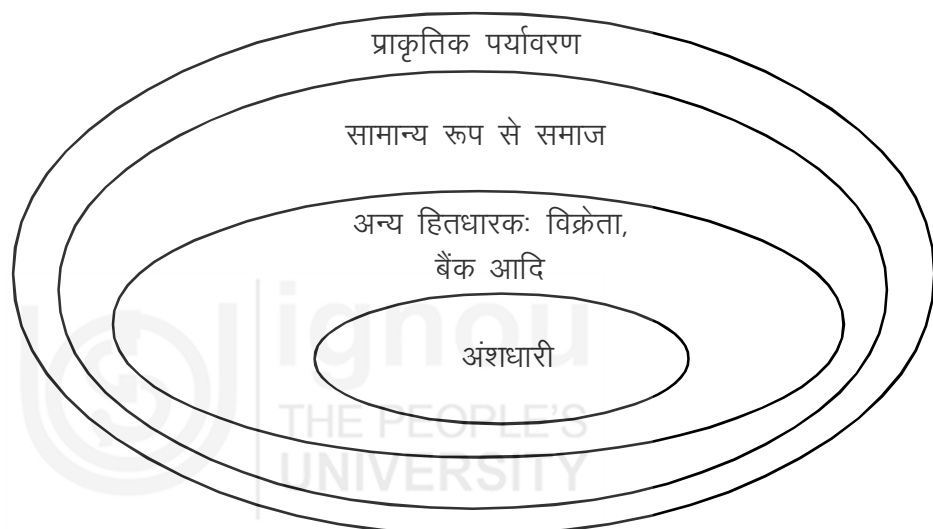 प्राकृतिक पर्यावरण
सामान्य रूप से समाज
अन्य हितधारकः विक्रेता,
बैंक आदि
अंशधारी
ignou
THE PEOPLE'S
UNIVERSITY